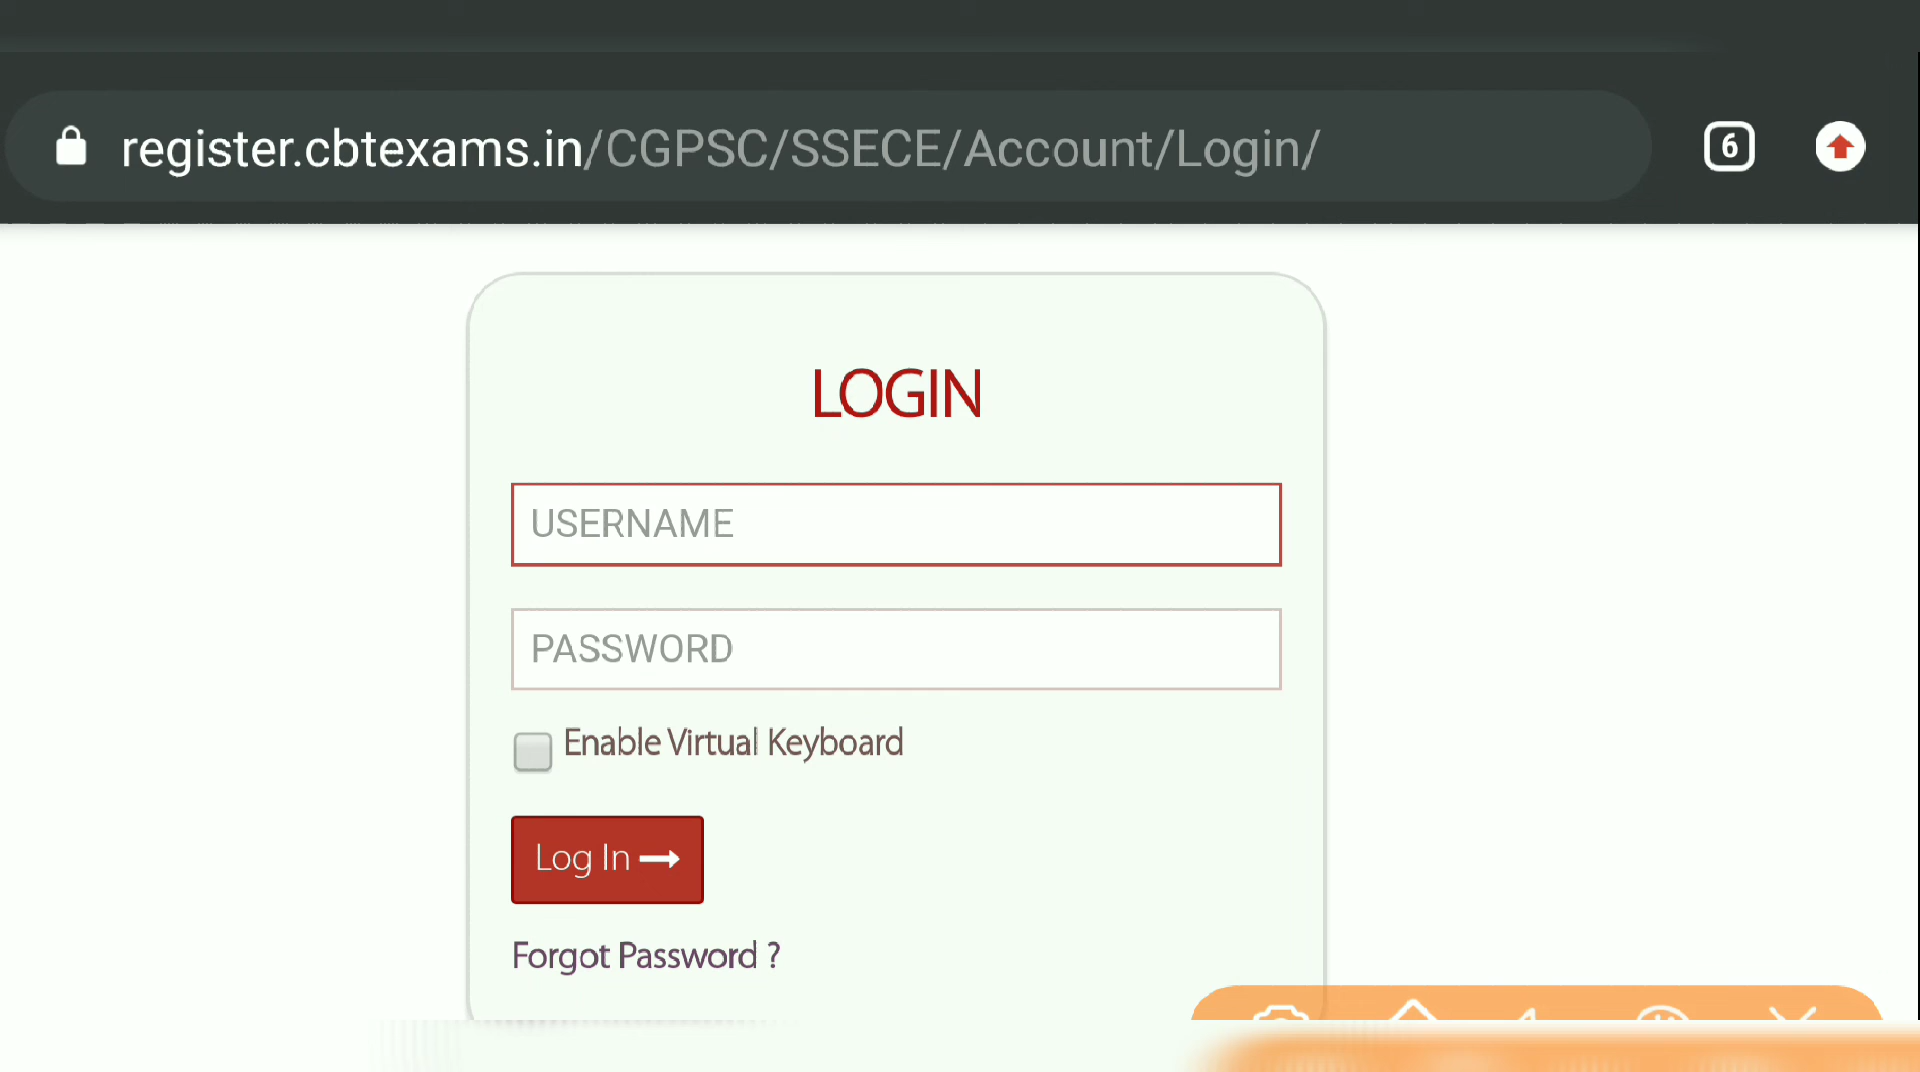 register.cbtexams.in/CGPSC/SSECE/Account/Login/
6
LOGIN
USERNAME
PASSWORD
Enable Virtual Keyboard
Log In
Forgot Password ?